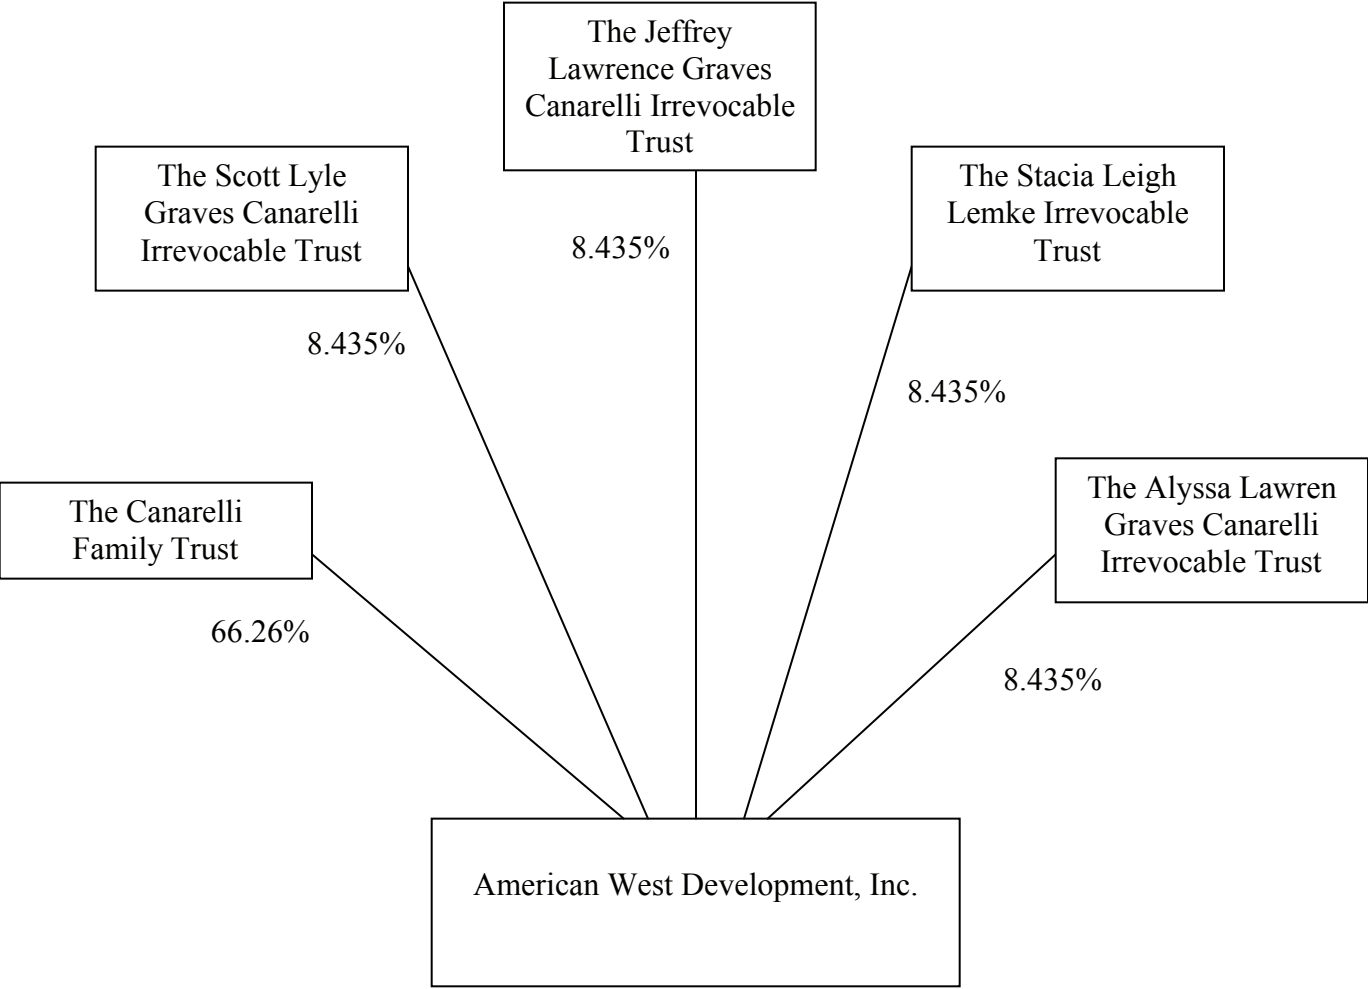 The Jeffrey
Lawrence Graves
Canarelli Irrevocable
Trust
The Scott Lyle
Graves Canarelli
Irrevocable Trust
The Stacia Leigh
Lemke Irrevocable
Trust
8.435%
8.435%
8.435%
The Canarelli
Family Trust
The Alyssa Lawren
Graves Canarelli
Irrevocable Trust
66.26%
8.435%
American West Development, Inc.